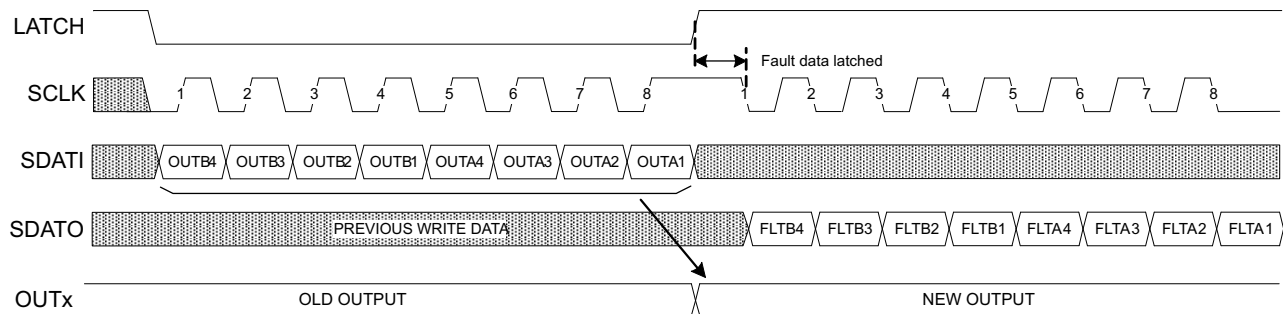 LATCH
Fault data latched
SCLK 1 2 3 4 5 6 7 8 1 2 3 4 5 6 7 8
SDATI OUTB4 OUTB3 OUTB2 OUTB1 OUTA4 OUTA3 OUTA2 OUTA1
SDATO PREVIOUS WRITE DATA FLTB4 FLTB3 FLTB2 FLTB1 FLTA4 FLTA3 FLTA2 FLTA1
OUTx OLD OUTPUT NEW OUTPUT